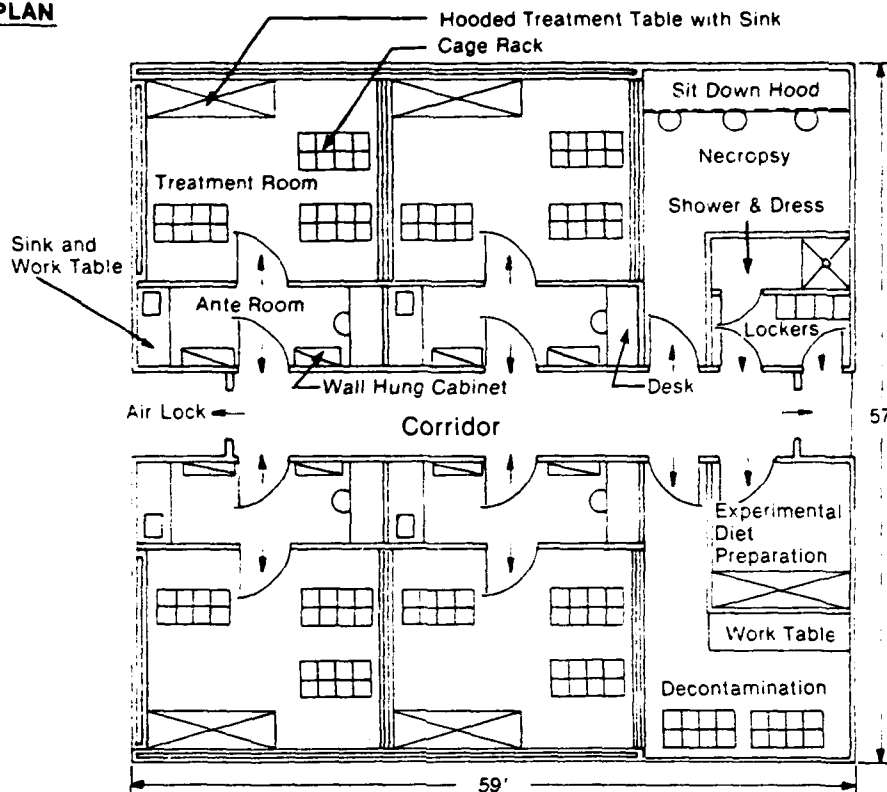 PLAN
Hooded Treatment Table with Sink
Cage Rack
Sit Down Hood
Necropsy
Treatment Room
Shower & Dress
Sink and
Work Table
Ante Room
Lockers
Wall Hung Cabinet
Desk
Air Lock
Corridor
57
Experimental
Diet
Preparation
Work Table
Decontamination
59'